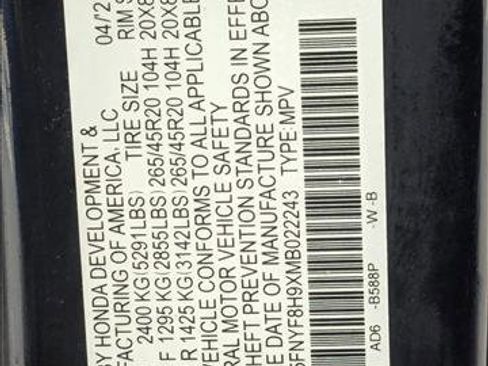 BY HONDA DEVELOPMENT & 04/2
FACTURING OF AMERICA, LLC RIM S
2400 KG(5291LBS) TIRE SIZE
F 1295 KG(2855LBS) 265/45R20 104H 20X8
R 1425 KG(3142LBS) 265/45R20 104H 20X8
VEHICLE CONFORMS TO ALL APPLICABLE
RAL MOTOR VEHICLE SAFETY
HEFT PREVENTION STANDARDS IN EFFE
E DATE OF MANUFACTURE SHOWN ABO
5FNYF8H9XMB022243 TYPE:MPV
AD6 -B588P -W -B